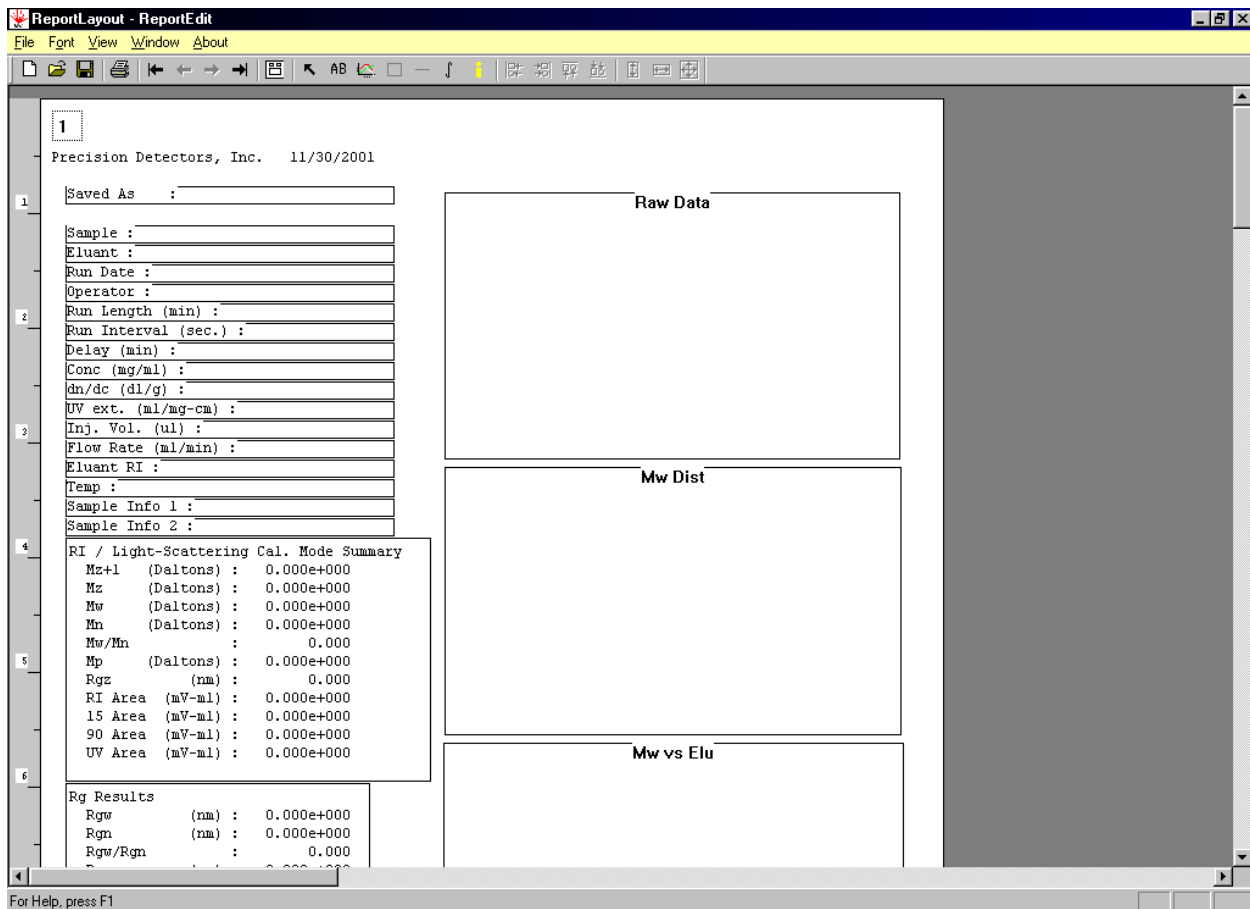 ReportLayout - ReportEdit
File Font View Window About
AB
1
Precision Detectors, Inc. 11/30/2001
Saved As :
Sample :
Eluant :
Run Date :
Operator :
Run Length (min) :
Run Interval (sec.) :
Delay (min) :
Conc (mg/ml) :
dn/dc (dl/g) :
UV ext. (ml/mg-cm) :
Inj. Vol. (ul) :
Flow Rate (ml/min) :
Eluant RI :
Temp :
Sample Info 1 :
Sample Info 2 :
RI / Light-Scattering Cal. Mode Summary
Mz+1 (Daltons) : 0.000e+000
Mz (Daltons) : 0.000e+000
Mw (Daltons) : 0.000e+000
Mn (Daltons) : 0.000e+000
Mw/Mn : 0.000
Mp (Daltons) : 0.000e+000
Rgz (nm) : 0.000
RI Area (mV-ml) : 0.000e+000
15 Area (mV-ml) : 0.000e+000
90 Area (mV-ml) : 0.000e+000
UV Area (mV-ml) : 0.000e+000
Rg Results
Rgw (nm) : 0.000e+000
Rgn (nm) : 0.000e+000
Rgw/Rgn : 0.000
Raw Data
Mw Dist
Mw vs Elu
1
2
3
4
5
6
For Help, press F1